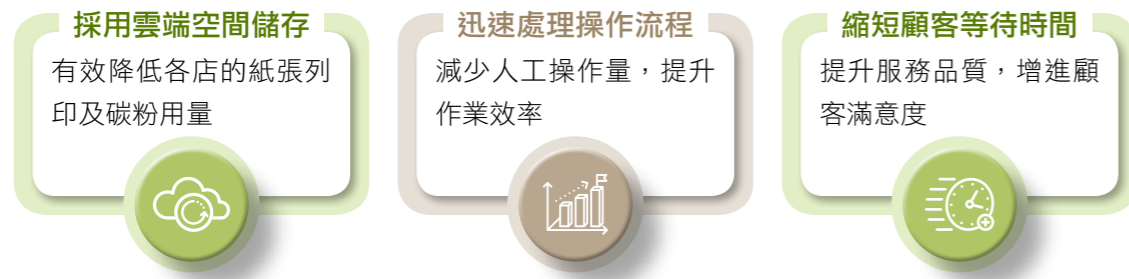 採用雲端空間儲存
有效降低各店的紙張列
印及碳粉用量
迅速處理操作流程
減少人工操作量，提升
作業效率
縮短顧客等待時間
提升服務品質，增進顧
客滿意度